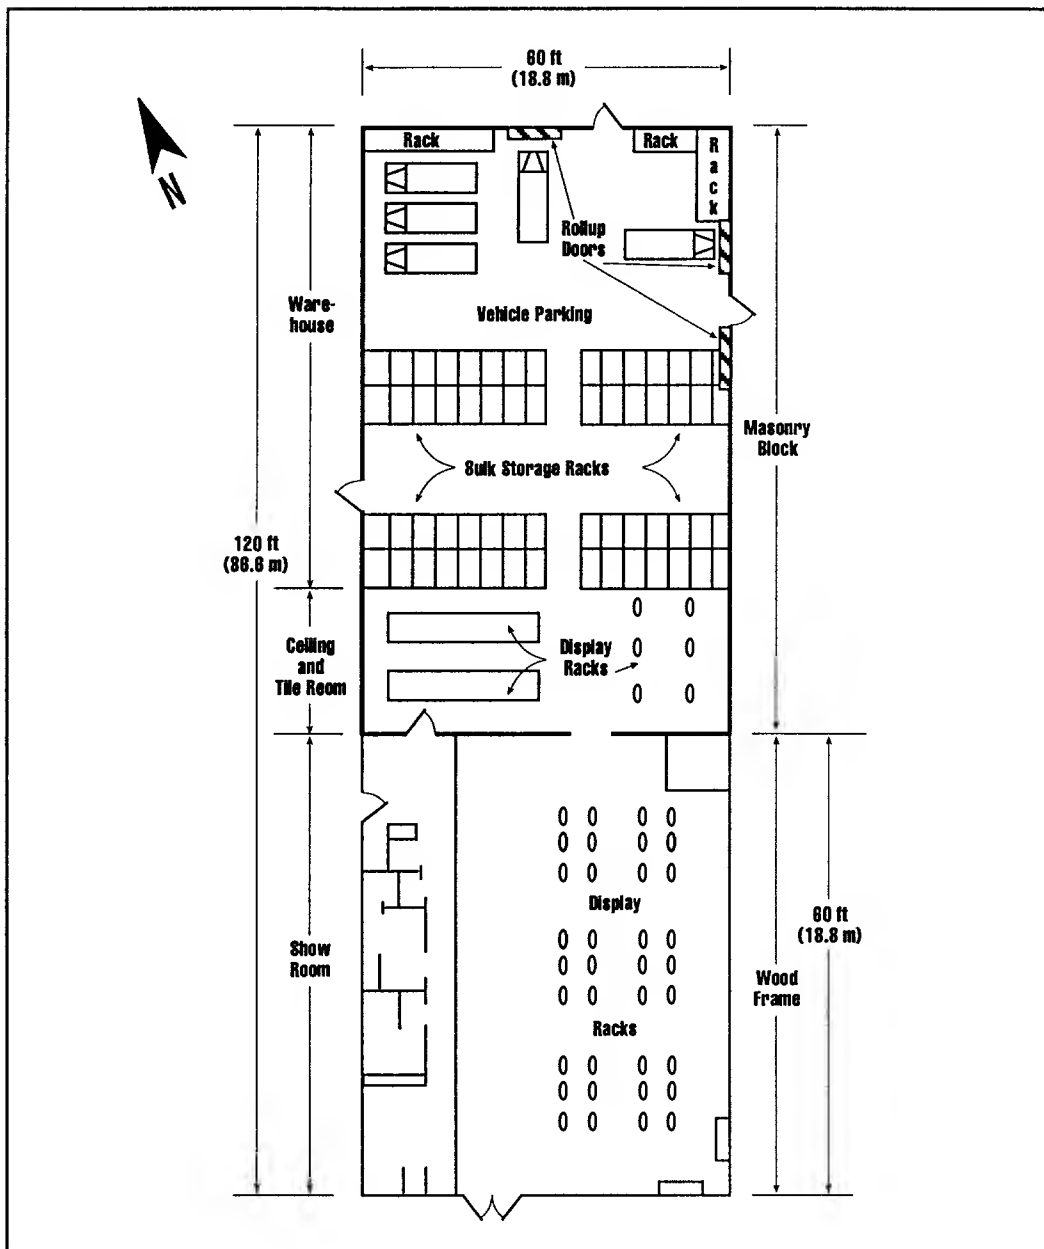 60 ft
(18.8 m)
N
Rack
Rack
Rack
Rollup
Doors
Ware-
house
Vehicle Parking
Masonry
Block
Bulk Storage Racks
120 ft
(86.6 m)
Ceiling
and
Tile Room
Display
Racks
Show
Room
Display
Racks
60 ft
(18.8 m)
Wood
Frame